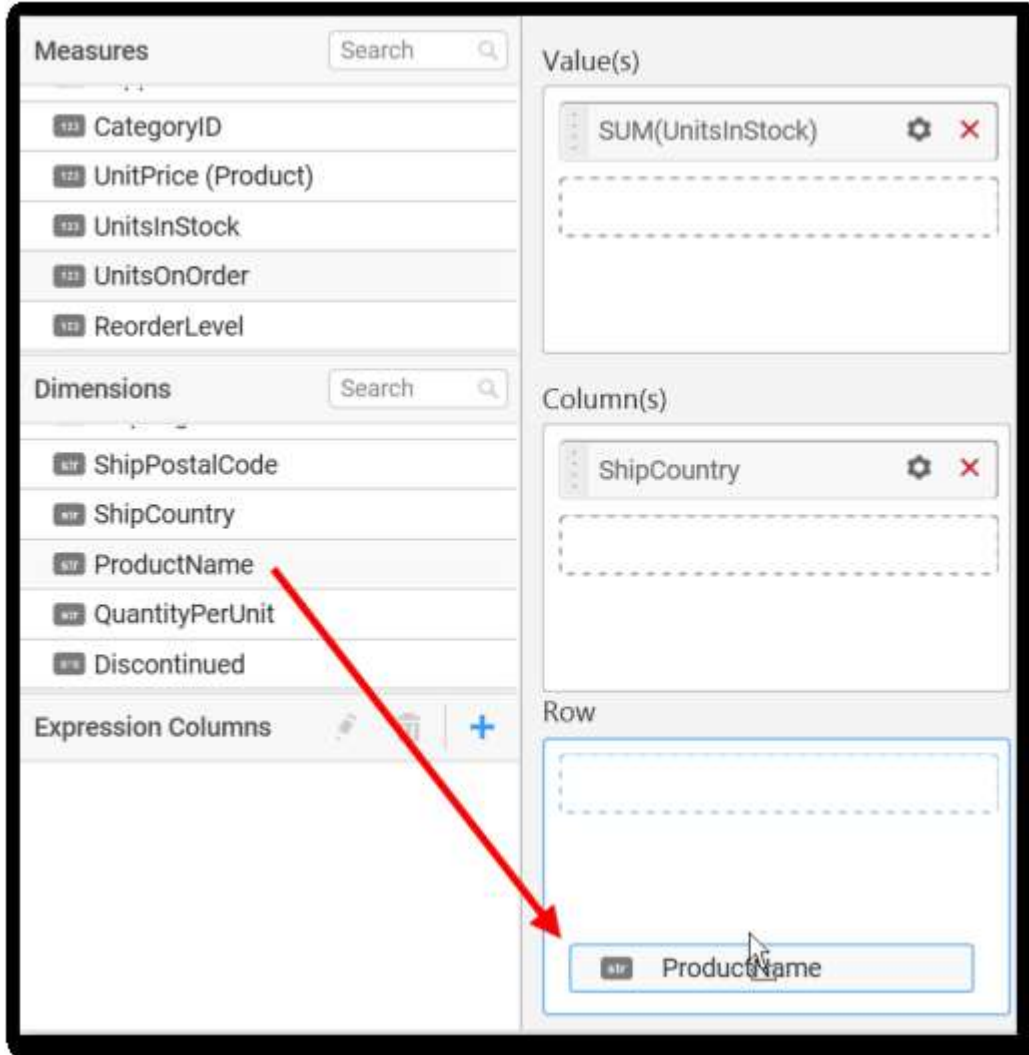 Measures
Search
CategoryID
UnitPrice (Product)
UnitsInStock
UnitsOnOrder
ReorderLevel
Dimensions
Search
ShipPostalCode
ShipCountry
ProductName
QuantityPerUnit
Discontinued
Expression Columns
Value(s)
SUM(UnitsInStock)
Column(s)
ShipCountry
Row
ProductName